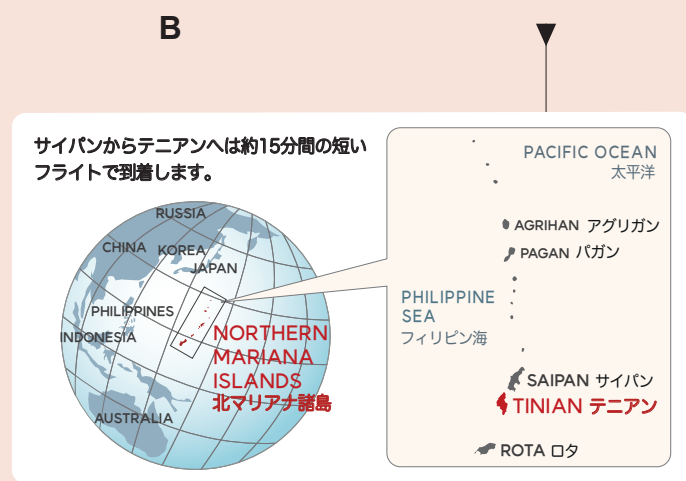 B
サイパンからテニアンへは約15分間の短い
フライトで到着します。
RUSSIA
CHINA
KOREA
JAPAN
PHILIPPINES
INDONESIA
AUSTRALIA
NORTHERN
MARIANA
ISLANDS
北マリアナ諸島
PACIFIC OCEAN
太平洋
AGRIHAN アグリガン
PAGAN パガン
PHILIPPINE
SEA
フィリピン海
SAIPAN サイパン
TINIAN テニアン
ROTA ロタ